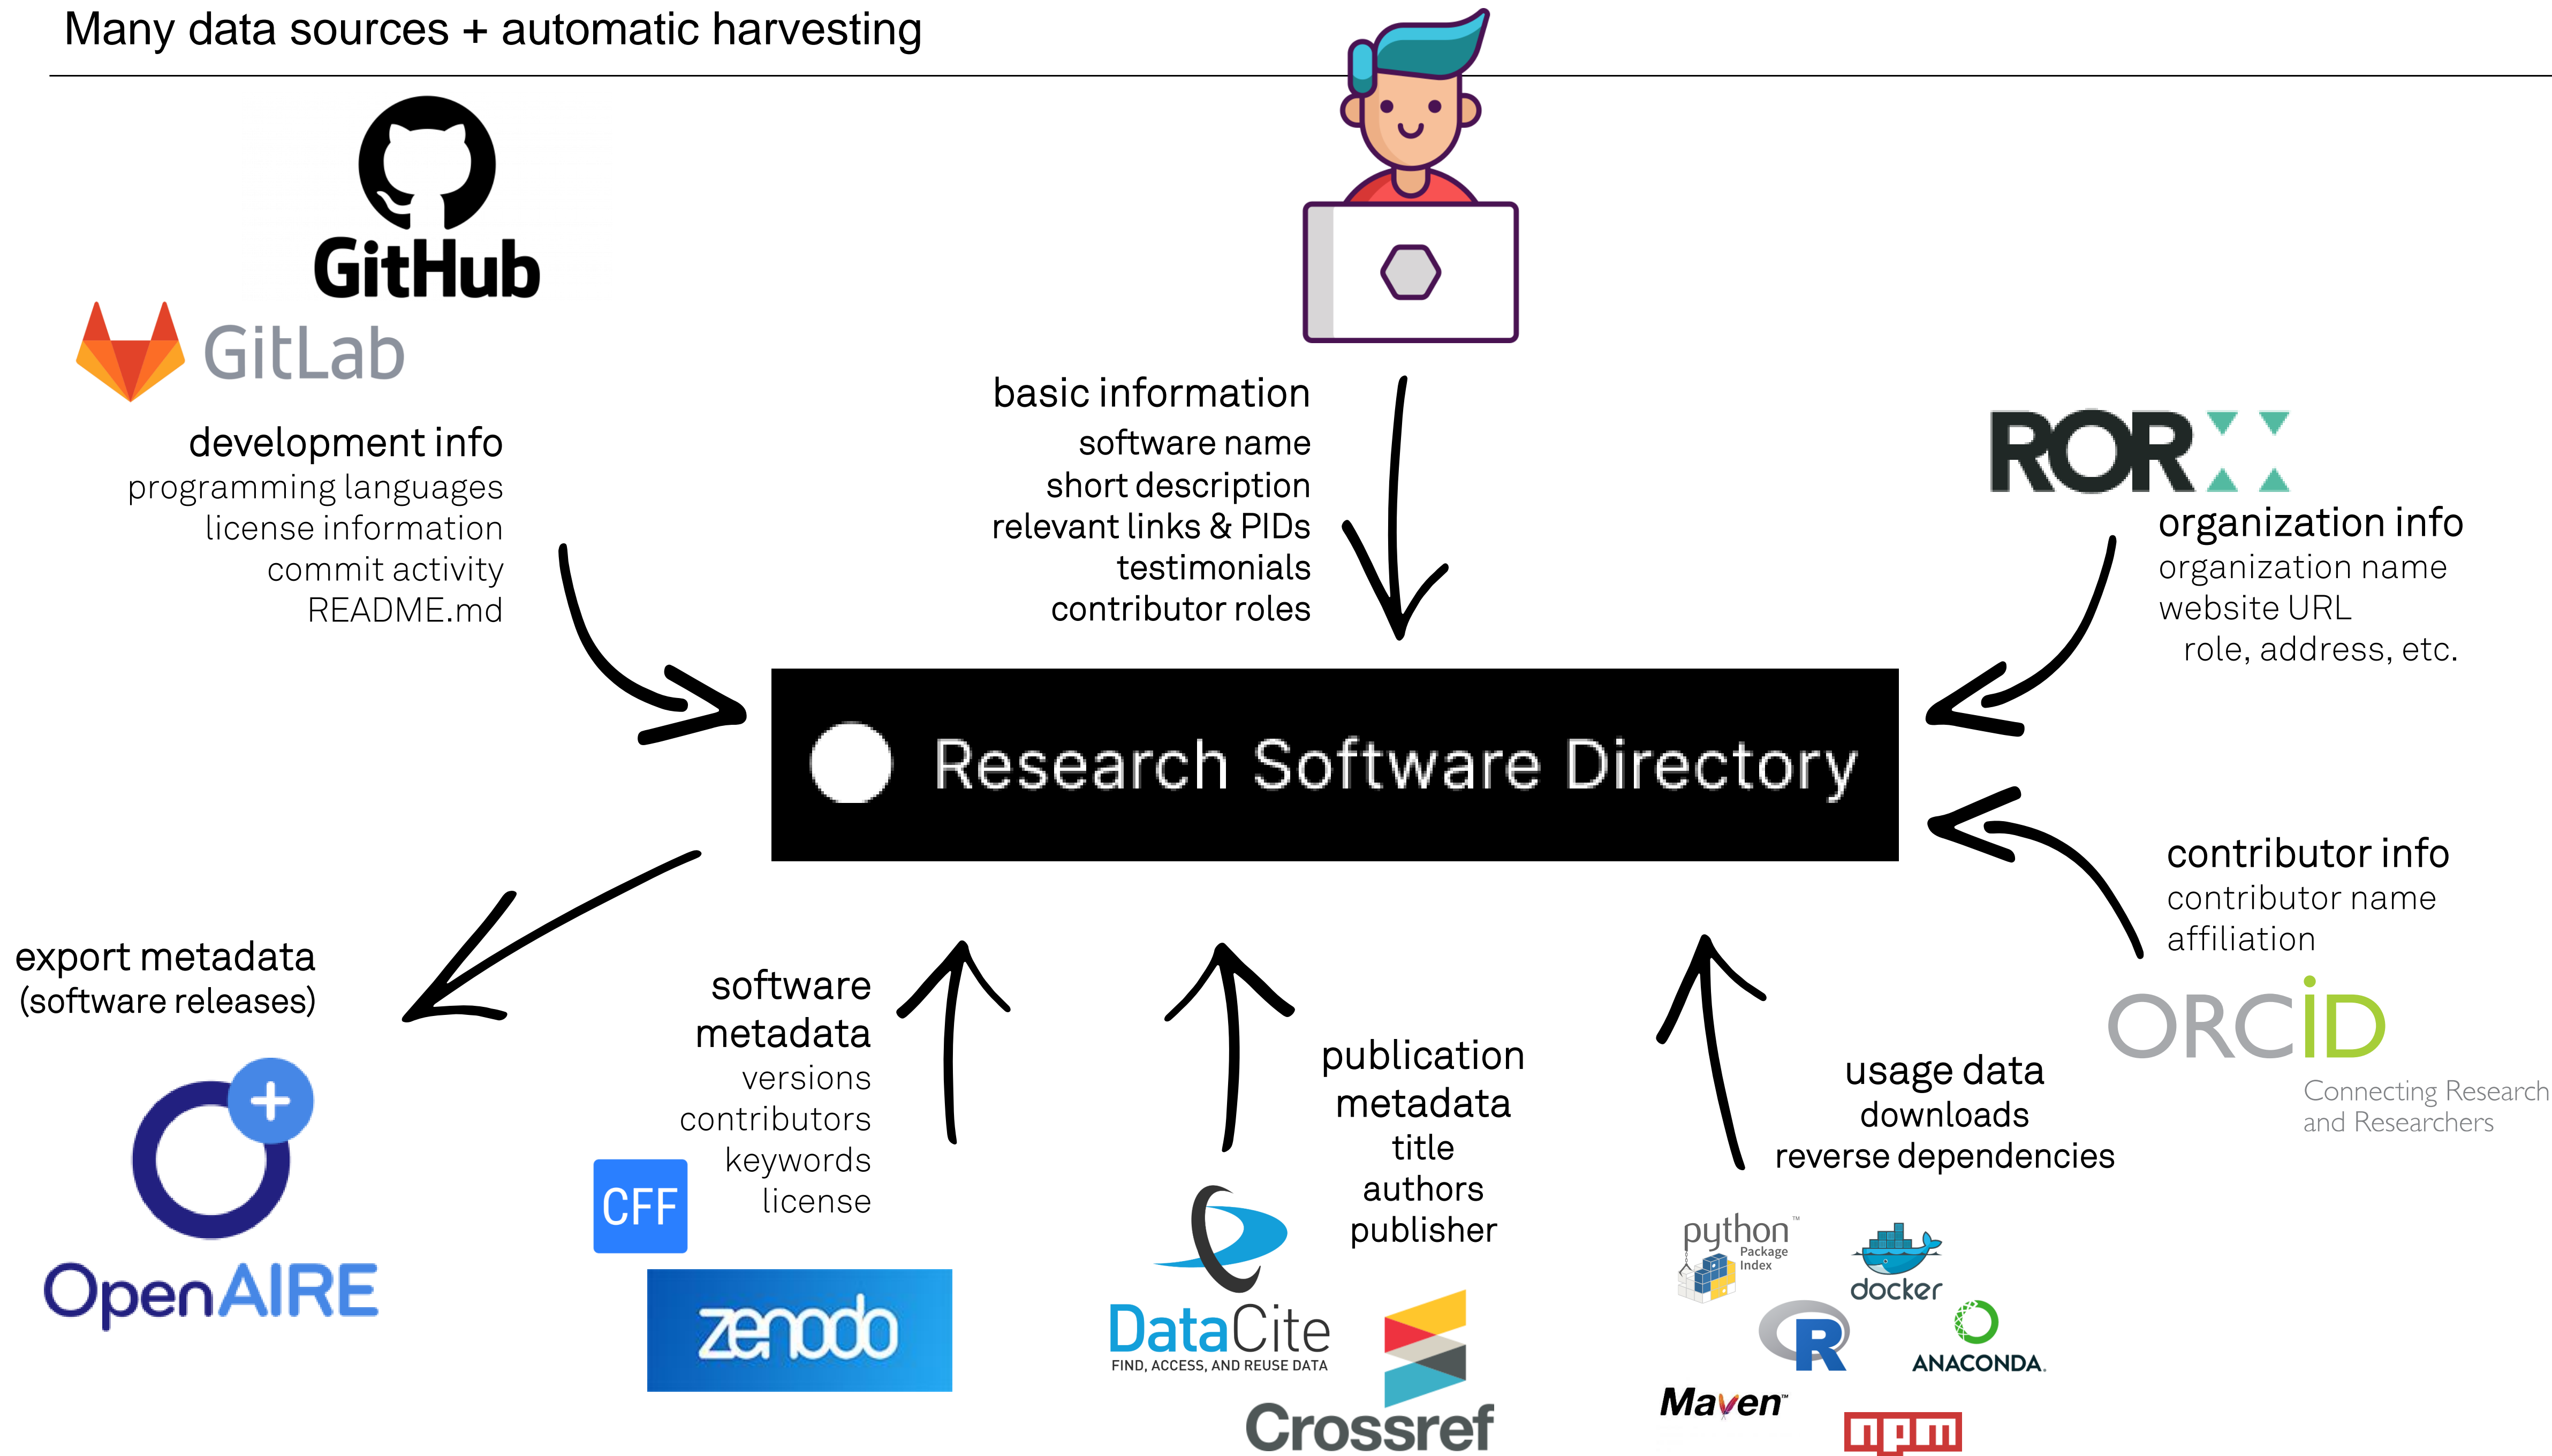 Many data sources + automatic harvesting
GitHub
GitLab
development info
programming languages
license information
commit activity
README.md
basic information
software name
short description
relevant links & PIDs
testimonials
contributor roles
ROR
organization info
organization name
website URL
role, address, etc.
Research Software Directory
contributor info
contributor name
affiliation
ORCID
Connecting Research
and Researchers
export metadata
(software releases)
OpenAIRE
software
metadata
versions
contributors
keywords
license
CFF
zenodo
publication
metadata
title
authors
publisher
DataCite
FIND, ACCESS, AND REUSE DATA
Crossref
usage data
downloads
reverse dependencies
python™
Package
Index
docker
R
ANACONDA.
Maven™
npm